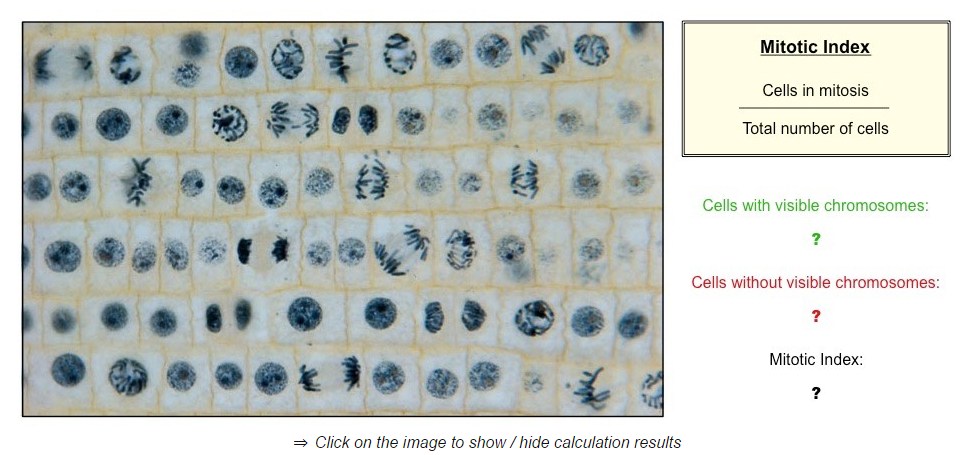 Mitotic Index
Cells in mitosis
Total number of cells
Cells with visible chromosomes:
?
Cells without visible chromosomes:
?
Mitotic Index:
?
⇒ Click on the image to show / hide calculation results